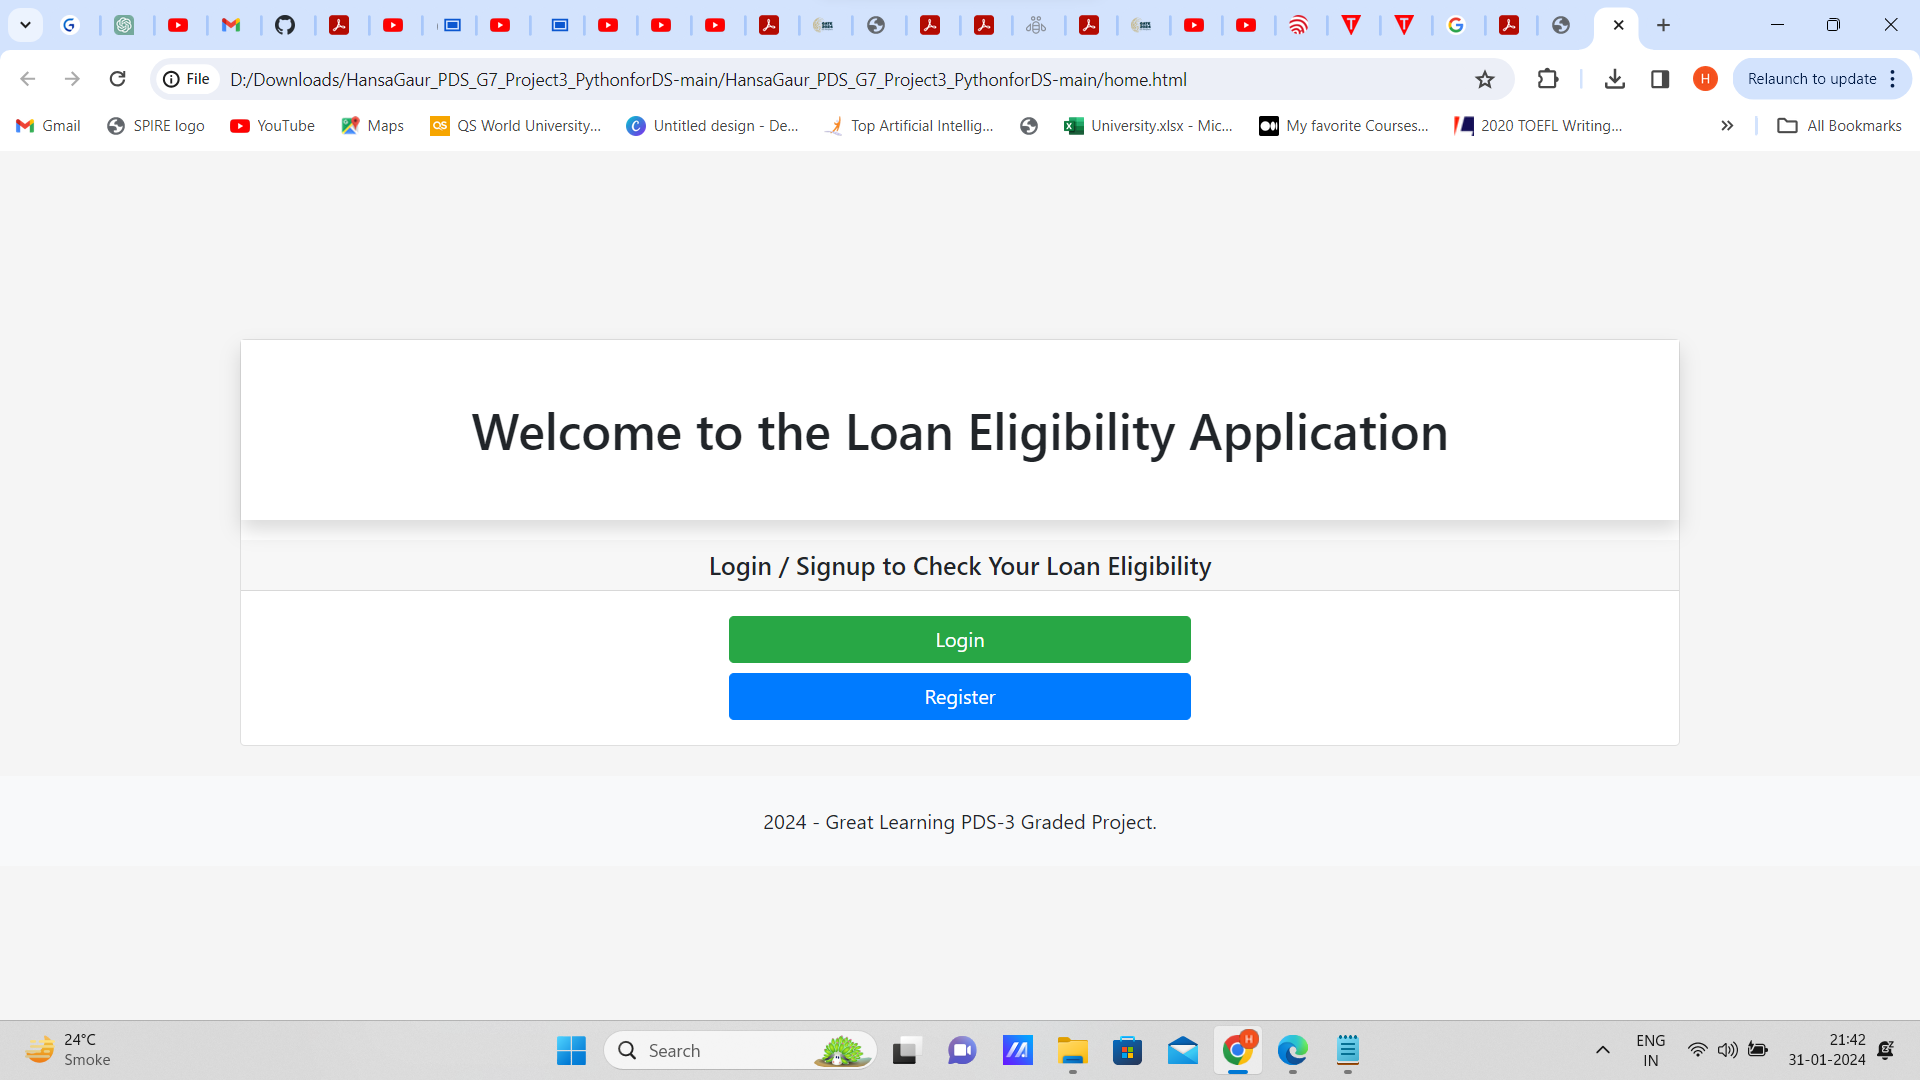 File D:/Downloads/HansaGaur_PDS_G7_Project3_PythonforDS-main/HansaGaur_PDS_G7_Project3_PythonforDS-main/home.html H Relaunch to update
Gmail SPIRE logo YouTube Maps QS QS World University... Untitled design - De... Top Artificial Intellig... University.xlsx - Mic... My favorite Courses... 2020 TOEFL Writing... All Bookmarks
Welcome to the Loan Eligibility Application
Login / Signup to Check Your Loan Eligibility
Login
Register
2024 - Great Learning PDS-3 Graded Project.
24°C
Smoke
Search
H
ENG
IN
21:42
31-01-2024